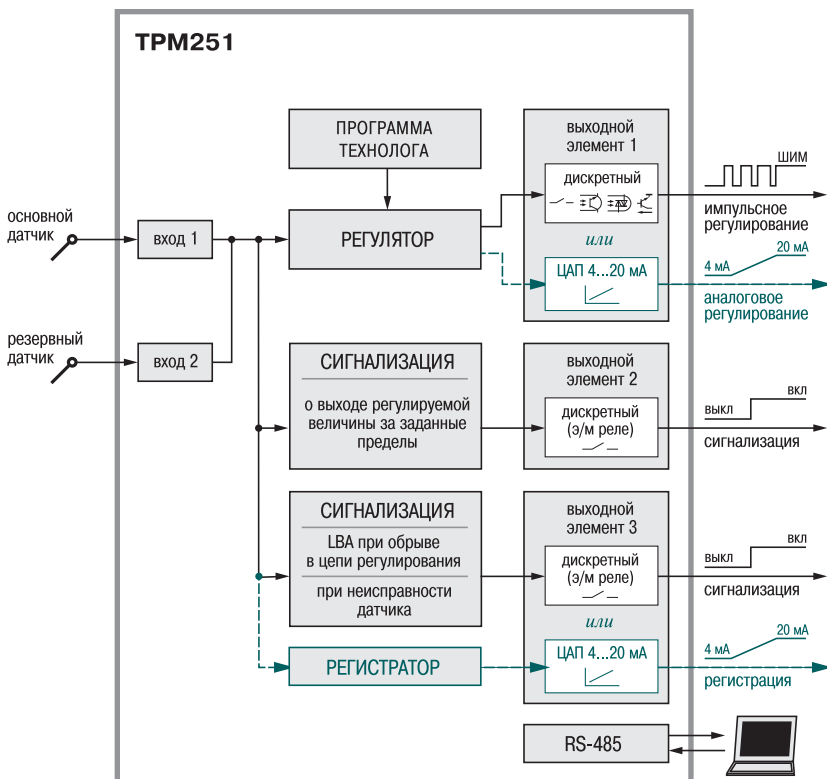 ТРМ251
ПРОГРАММА
ТЕХНОЛОГА
выходной
элемент 1
дискретный
ШИМ
импульсное
регулирование
основной
датчик
вход 1
РЕГУЛЯТОР
или
ЦАП 4...20 мА
4 мА
20 мА
аналоговое
регулирование
резервный
датчик
вход 2
СИГНАЛИЗАЦИЯ
о выходе регулируемой
величины за заданные
пределы
выходной
элемент 2
дискретный
(э/м реле)
выкл
вкл
сигнализация
СИГНАЛИЗАЦИЯ
LBA при обрыве
в цепи регулирования
при неисправности
датчика
выходной
элемент 3
дискретный
(э/м реле)
выкл
вкл
сигнализация
или
РЕГИСТРАТОР
ЦАП 4...20 мА
4 мА
20 мА
регистрация
RS-485